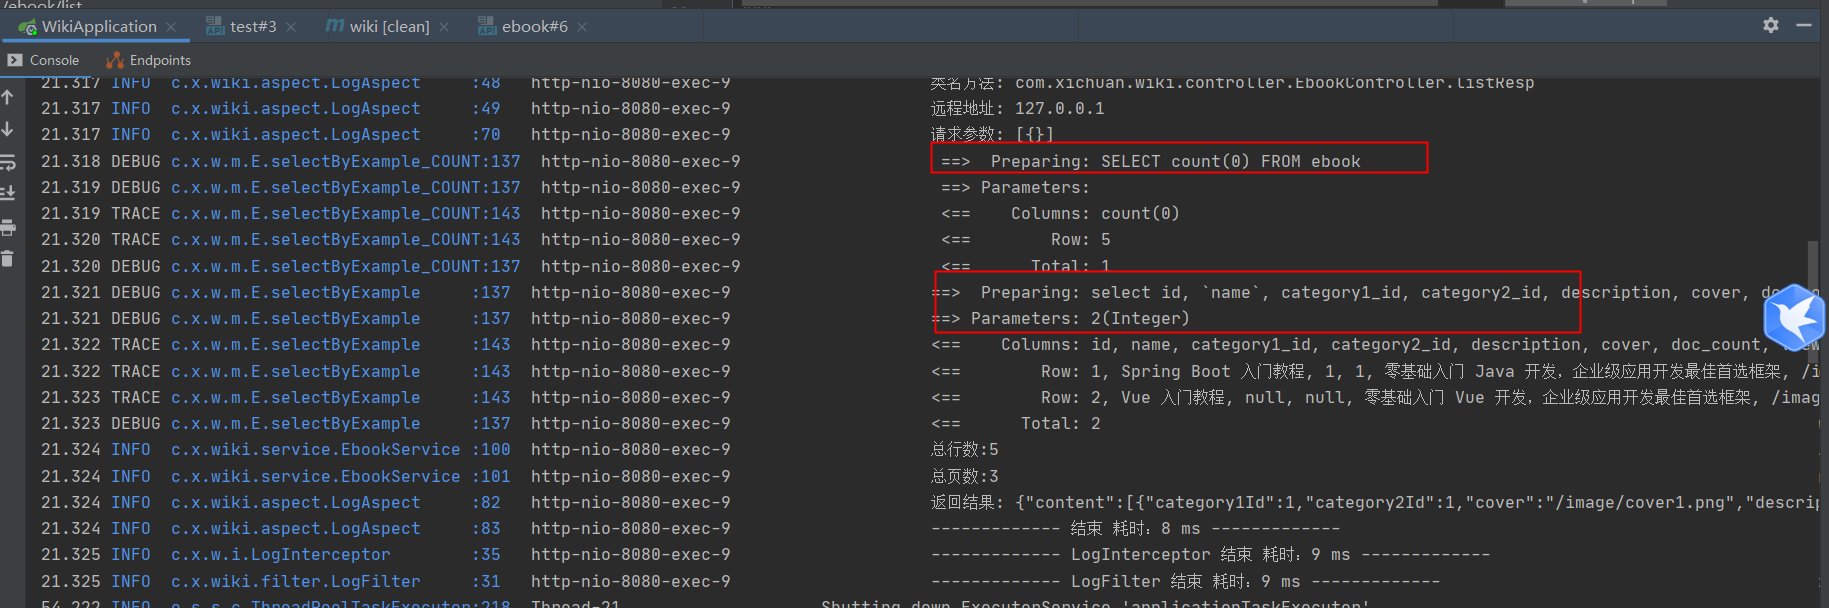 /ebook/list
WikiApplication × test#3 × wiki [clean] × ebook#6 ×
Console Endpoints
21.317 INFO c.x.wiki.aspect.LogAspect :48 http-nio-8080-exec-9 类名方法: com.xichuan.wiki.controller.EbookController.listResp
21.317 INFO c.x.wiki.aspect.LogAspect :49 http-nio-8080-exec-9 远程地址: 127.0.0.1
21.317 INFO c.x.wiki.aspect.LogAspect :70 http-nio-8080-exec-9 请求参数: [{}]
21.318 DEBUG c.x.w.m.E.selectByExample_COUNT:137 http-nio-8080-exec-9 ==> Preparing: SELECT count(0) FROM ebook
21.319 DEBUG c.x.w.m.E.selectByExample_COUNT:137 http-nio-8080-exec-9 ==> Parameters:
21.319 TRACE c.x.w.m.E.selectByExample_COUNT:143 http-nio-8080-exec-9 <== Columns: count(0)
21.320 TRACE c.x.w.m.E.selectByExample_COUNT:143 http-nio-8080-exec-9 <== Row: 5
21.320 DEBUG c.x.w.m.E.selectByExample_COUNT:137 http-nio-8080-exec-9 <== Total: 1
21.321 DEBUG c.x.w.m.E.selectByExample :137 http-nio-8080-exec-9 ==> Preparing: select id, `name`, category1_id, category2_id, description, cover,
21.321 DEBUG c.x.w.m.E.selectByExample :137 http-nio-8080-exec-9 ==> Parameters: 2(Integer)
21.322 TRACE c.x.w.m.E.selectByExample :143 http-nio-8080-exec-9 <== Columns: id, name, category1_id, category2_id, description, cover, doc_count,
21.322 TRACE c.x.w.m.E.selectByExample :143 http-nio-8080-exec-9 <== Row: 1, Spring Boot 入门教程, 1, 1, 零基础入门 Java 开发，企业级应用开发最佳首选框架, /i
21.323 TRACE c.x.w.m.E.selectByExample :143 http-nio-8080-exec-9 <== Row: 2, Vue 入门教程, null, null, 零基础入门 Vue 开发，企业级应用开发最佳首选框架, /imag
21.323 DEBUG c.x.w.m.E.selectByExample :137 http-nio-8080-exec-9 <== Total: 2
21.324 INFO c.x.wiki.service.EbookService :100 http-nio-8080-exec-9 总行数:5
21.324 INFO c.x.wiki.service.EbookService :101 http-nio-8080-exec-9 总页数:3
21.324 INFO c.x.wiki.aspect.LogAspect :82 http-nio-8080-exec-9 返回结果: {"content":[{"category1Id":1,"category2Id":1,"cover":"/image/cover1.png","descrip
21.324 INFO c.x.wiki.aspect.LogAspect :83 http-nio-8080-exec-9 ------------- 结束 耗时：8 ms -------------
21.325 INFO c.x.w.i.LogInterceptor :35 http-nio-8080-exec-9 ------------- LogInterceptor 结束 耗时：9 ms -------------
21.325 INFO c.x.wiki.filter.LogFilter :31 http-nio-8080-exec-9 ------------- LogFilter 结束 耗时：9 ms -------------
54.222 INFO o.s.s.c.ThreadPoolTaskExecutor:218 Thread-21 Shutting down ExecutorService 'applicationTaskExecutor'